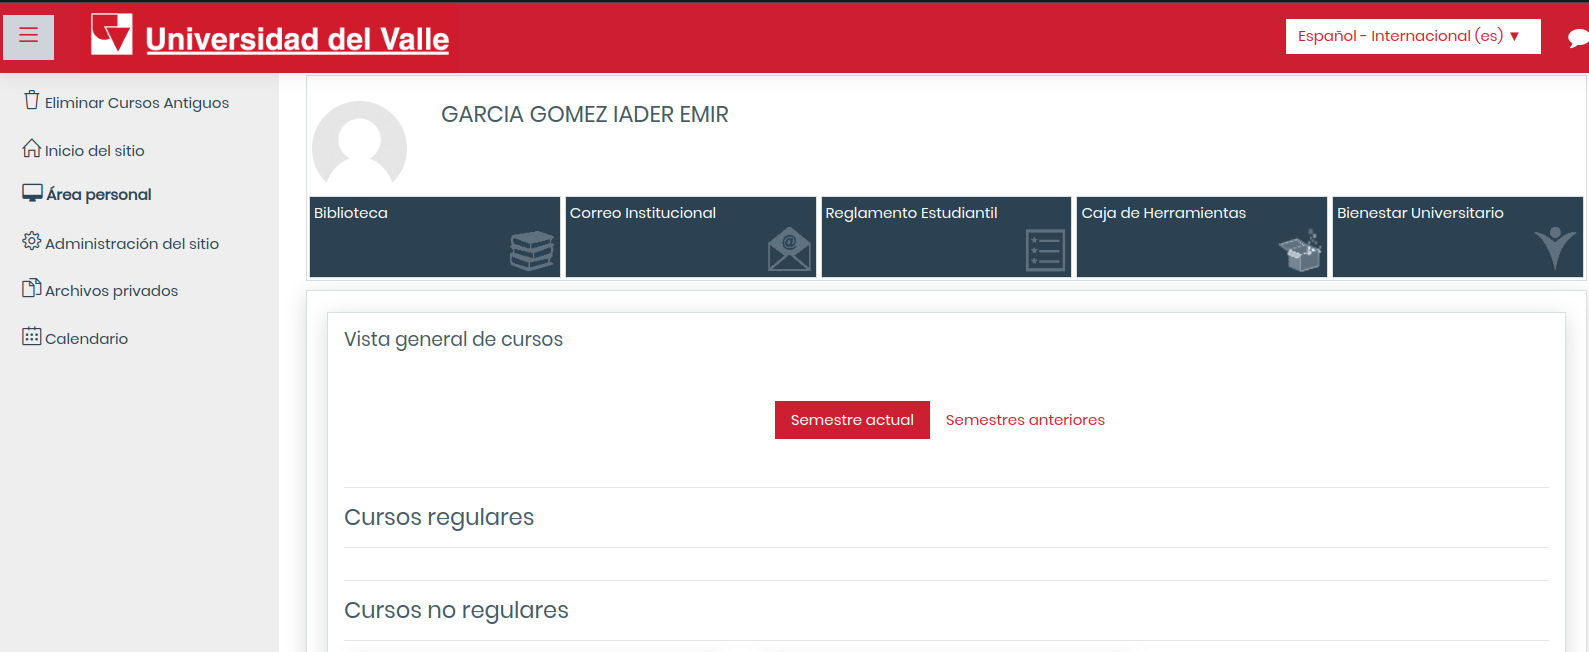 Universidad del Valle
Español - Internacional (es) ▼
Eliminar Cursos Antiguos
Inicio del sitio
Área personal
Administración del sitio
Archivos privados
Calendario
GARCIA GOMEZ IADER EMIR
Biblioteca
Correo Institucional
Reglamento Estudiantil
Caja de Herramientas
Bienestar Universitario
Vista general de cursos
Semestre actual
Semestres anteriores
Cursos regulares
Cursos no regulares